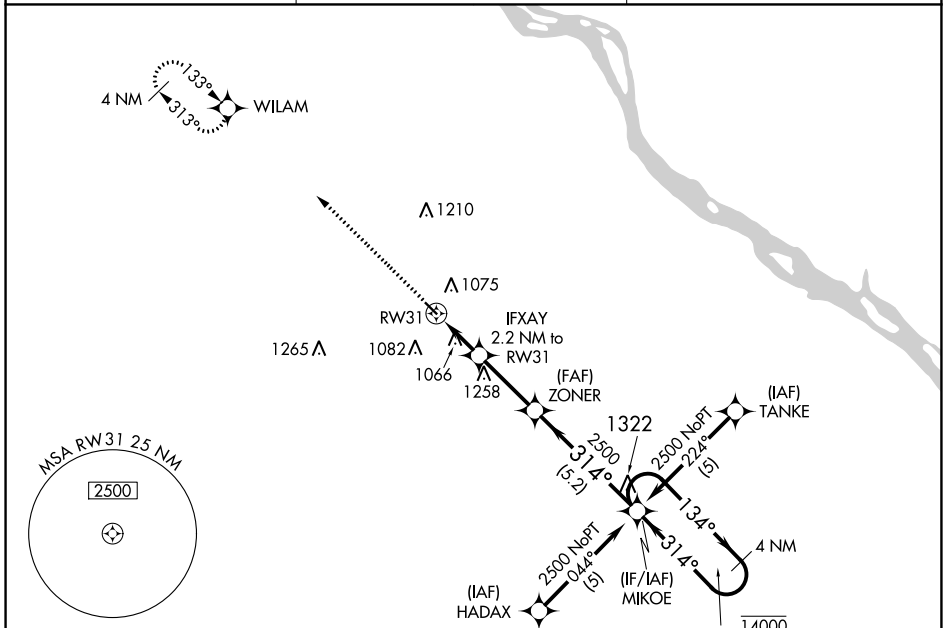 133°
4 NM
WILAM
313°
1210
1075
RW31
IFXAY
2.2 NM to
RW31
1265
1082
1066
1258
(FAF)
ZONER
1322
(IAF)
TANKE
2500 NoPT
224°
(5)
2500
314°
(5.2)
MSA RW31 25 NM
2500
134°
4 NM
314°
2500 NoPT
044°
(5)
(IF/IAF)
MIKOE
(IAF)
HADAX
14000